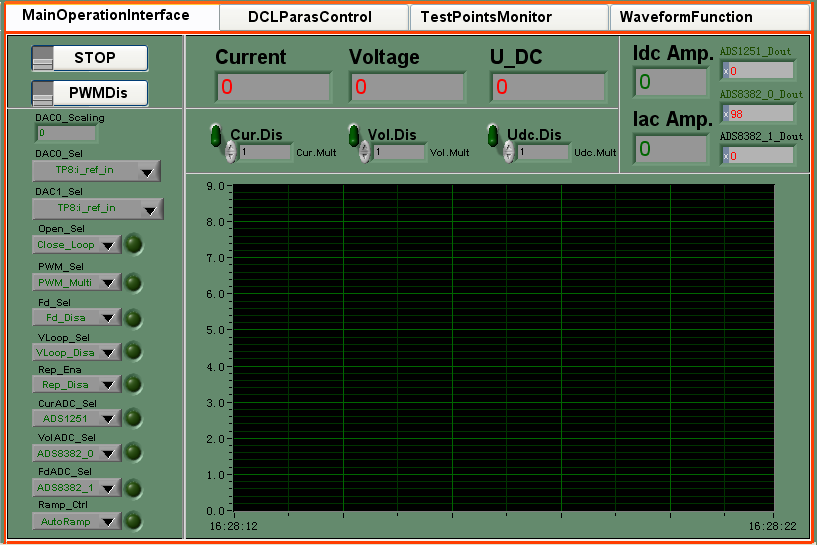 MainOperationInterface
DCLParasControl
TestPointsMonitor
WaveformFunction
STOP
PWMDis
DAC0_Scaling
0
DAC0_Sel
TP8:i_ref_in
DAC1_Sel
TP8:i_ref_in
Open_Sel
Close_Loop
PWM_Sel
PWM_Multi
Fd_Sel
Fd_Disa
VLoop_Sel
VLoop_Disa
Rep_Ena
Rep_Disa
CurADC_Sel
ADS1251
VolADC_Sel
ADS8382_0
FdADC_Sel
ADS8382_1
Ramp_Ctrl
AutoRamp
Current
0
Voltage
0
U_DC
0
Cur.Dis
1
Cur.Mult
Vol.Dis
1
Vol.Mult
Udc.Dis
1
Udc.Mult
Idc Amp.
0
Iac Amp.
0
ADS1251_Dout
x 0
ADS8382_0_Dout
x 98
ADS8382_1_Dout
x 0
9.0
8.0
7.0
6.0
5.0
4.0
3.0
2.0
1.0
0.0
16:28:12
16:28:22